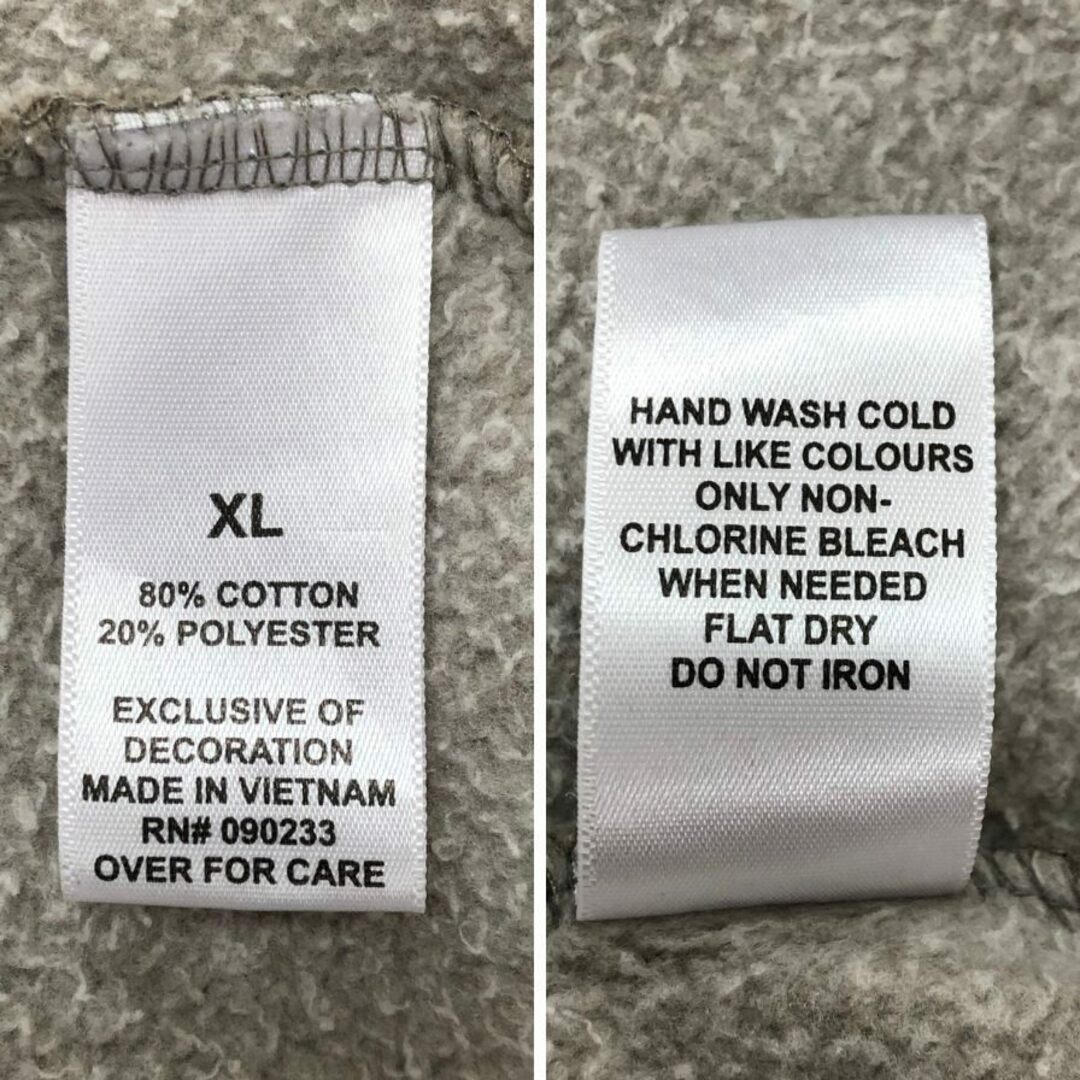 XL
80% COTTON
20% POLYESTER
EXCLUSIVE OF
DECORATION
MADE IN VIETNAM
RN# 090233
OVER FOR CARE
HAND WASH COLD
WITH LIKE COLOURS
ONLY NON-
CHLORINE BLEACH
WHEN NEEDED
FLAT DRY
DO NOT IRON